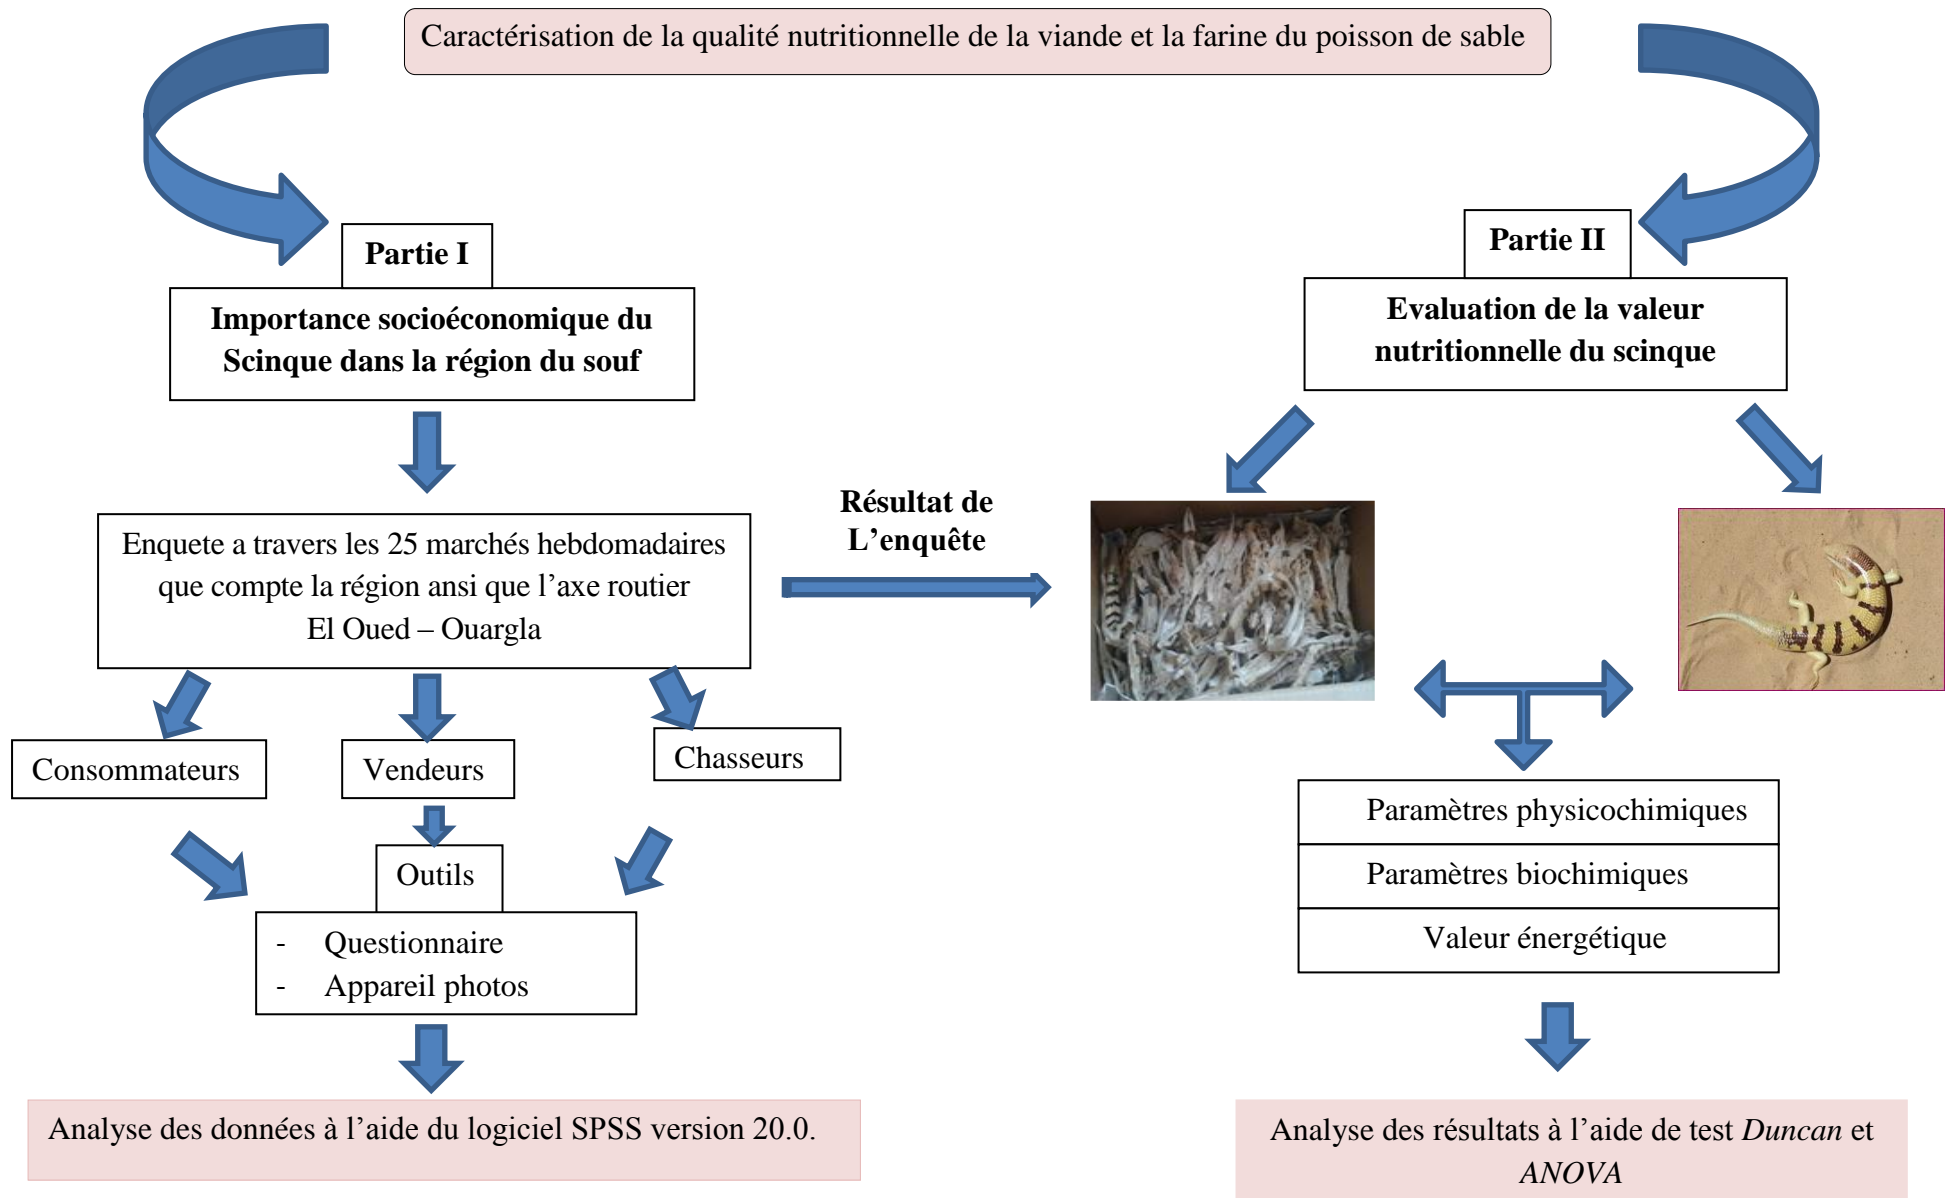 Caractérisation de la qualité nutritionnelle de la viande et la farine du poisson de sable
Partie I
Importance socioéconomique du
Scinque dans la région du souf
Enquete a travers les 25 marchés hebdomadaires
que compte la région ansi que l’axe routier
El Oued – Ouargla
Consommateurs
Vendeurs
Chasseurs
Outils
- Questionnaire
- Appareil photos
Analyse des données à l’aide du logiciel SPSS version 20.0.
Résultat de
L’enquête
Partie II
Evaluation de la valeur
nutritionnelle du scinque
Paramètres physicochimiques
Paramètres biochimiques
Valeur énergétique
Analyse des résultats à l’aide de test Duncan et
ANOVA